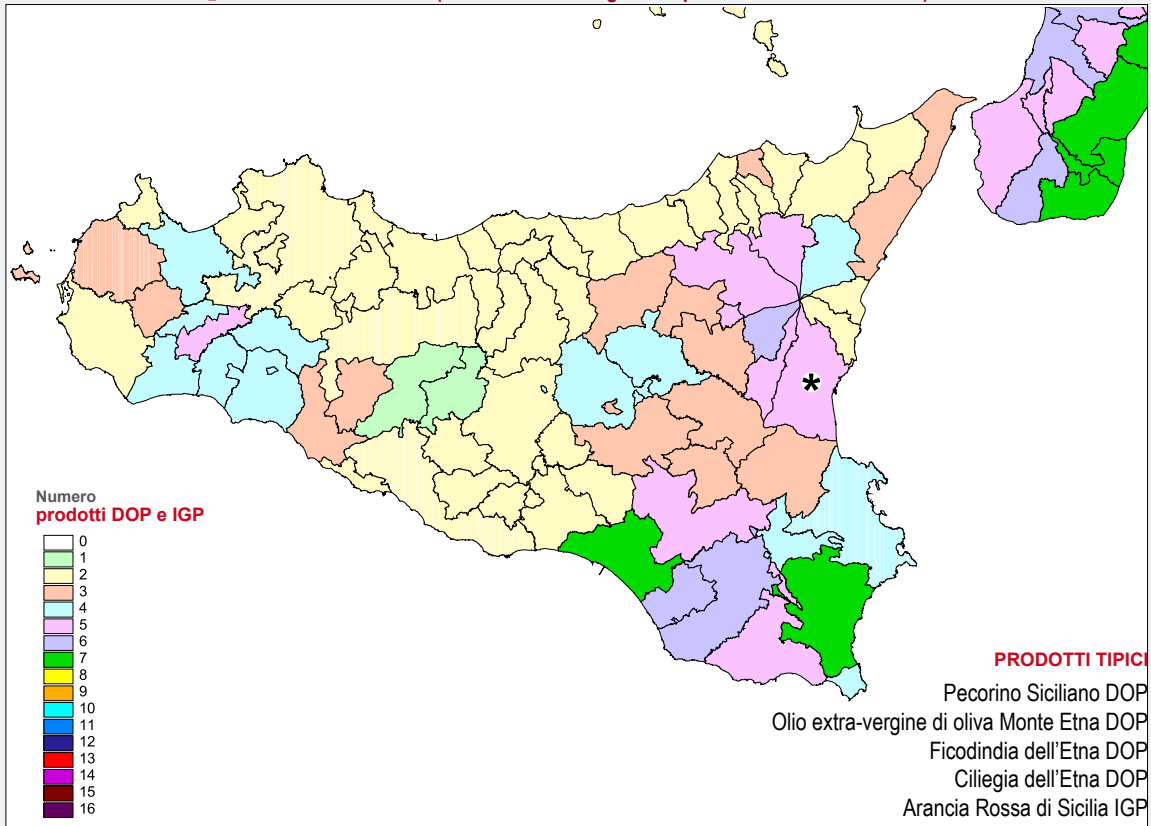 Numero
prodotti DOP e IGP
0
1
2
3
4
5
6
7
8
9
10
11
12
13
14
15
16
*
PRODOTTI TIPICI
Pecorino Siciliano DOP
Olio extra-vergine di oliva Monte Etna DOP
Ficodindia dell'Etna DOP
Ciliegia dell'Etna DOP
Arancia Rossa di Sicilia IGP